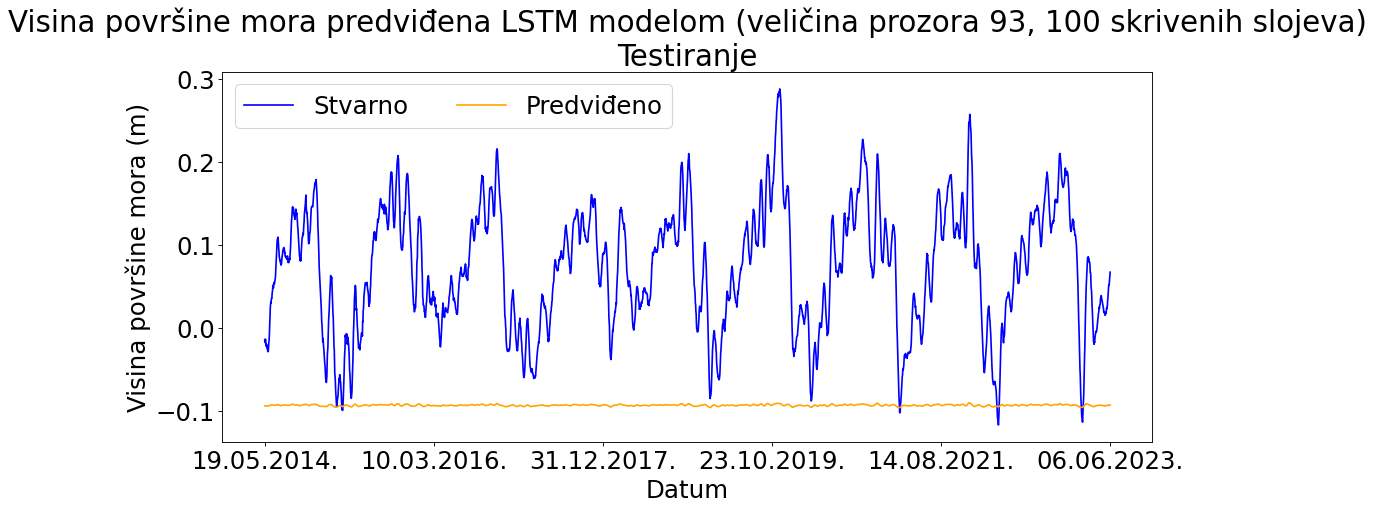 Visina površine mora predviđena LSTM modelom (veličina prozora 93, 100 skrivenih slojeva)
Testiranje
Stvarno
Predviđeno
Visina površine mora (m)
0.3
0.2
0.1
0.0
−0.1
19.05.2014.
10.03.2016.
31.12.2017.
23.10.2019.
14.08.2021.
06.06.2023.
Datum